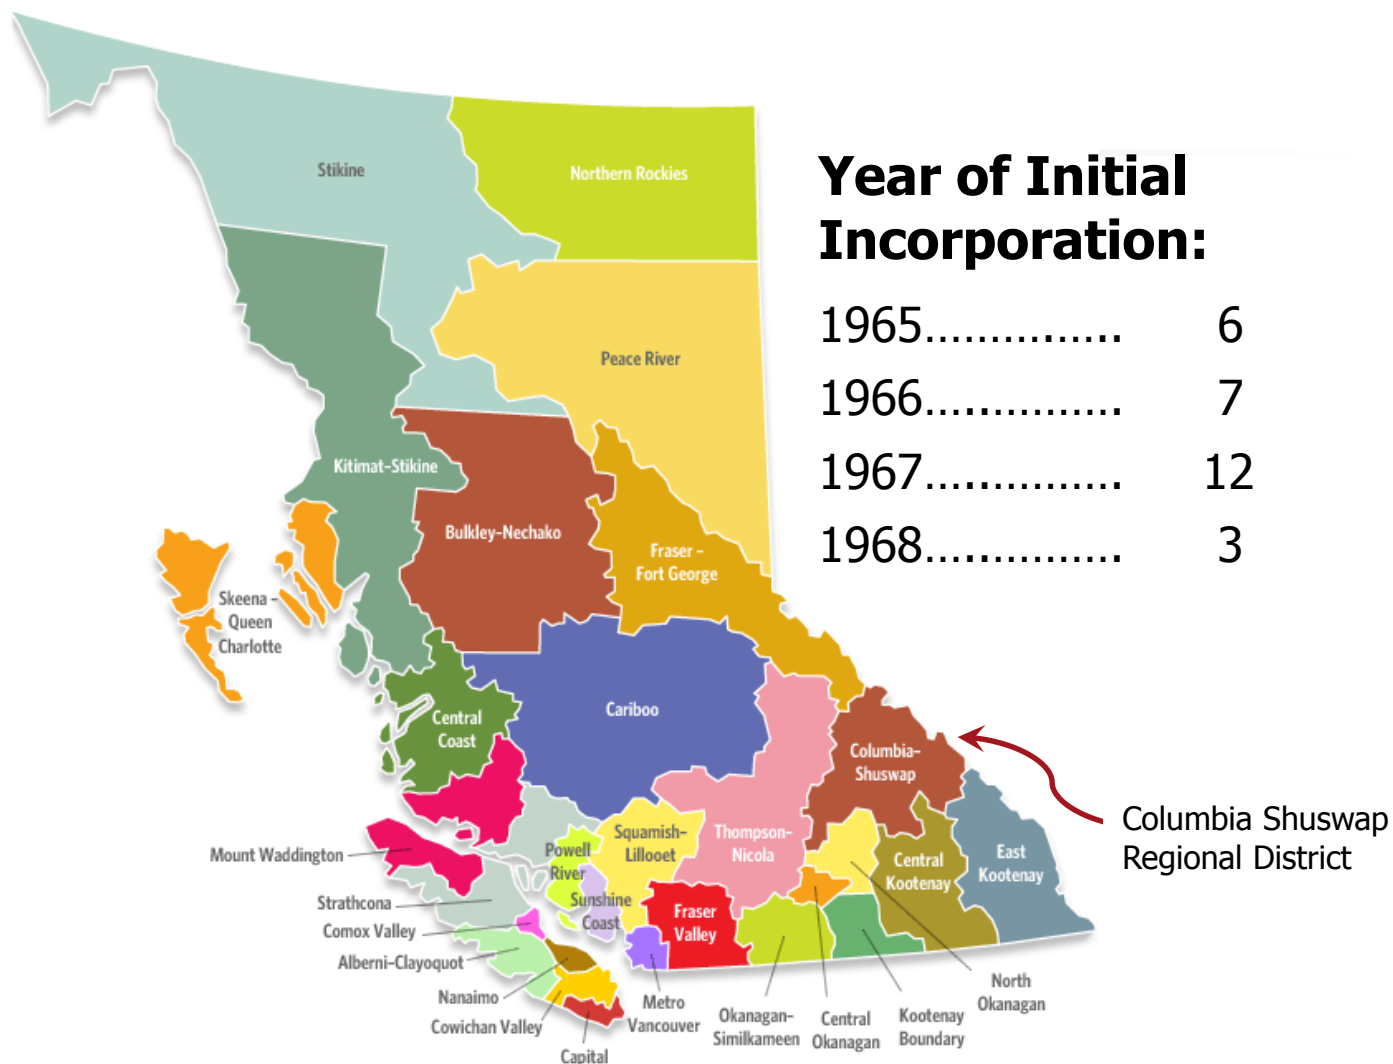 Stikine
Northern Rockies
Year of Initial
Incorporation:
1965............... 6
1966............... 7
1967............... 12
1968............... 3
Peace River
Kitimat-Stikine
Bulkley-Nechako
Fraser -
Fort George
Skeena -
Queen
Charlotte
Cariboo
Central
Coast
Columbia-
Shuswap
Columbia Shuswap
Regional District
Squamish-
Lillooet
Thompson-
Nicola
Powell
River
Mount Waddington
Central
Kootenay
East
Kootenay
Strathcona
Sunshine
Coast
Fraser
Valley
Comox Valley
Alberni-Clayoquot
Nanaimo
Cowichan Valley
Capital
Metro
Vancouver
Okanagan-
Similkameen
Central
Okanagan
Kootenay
Boundary
North
Okanagan